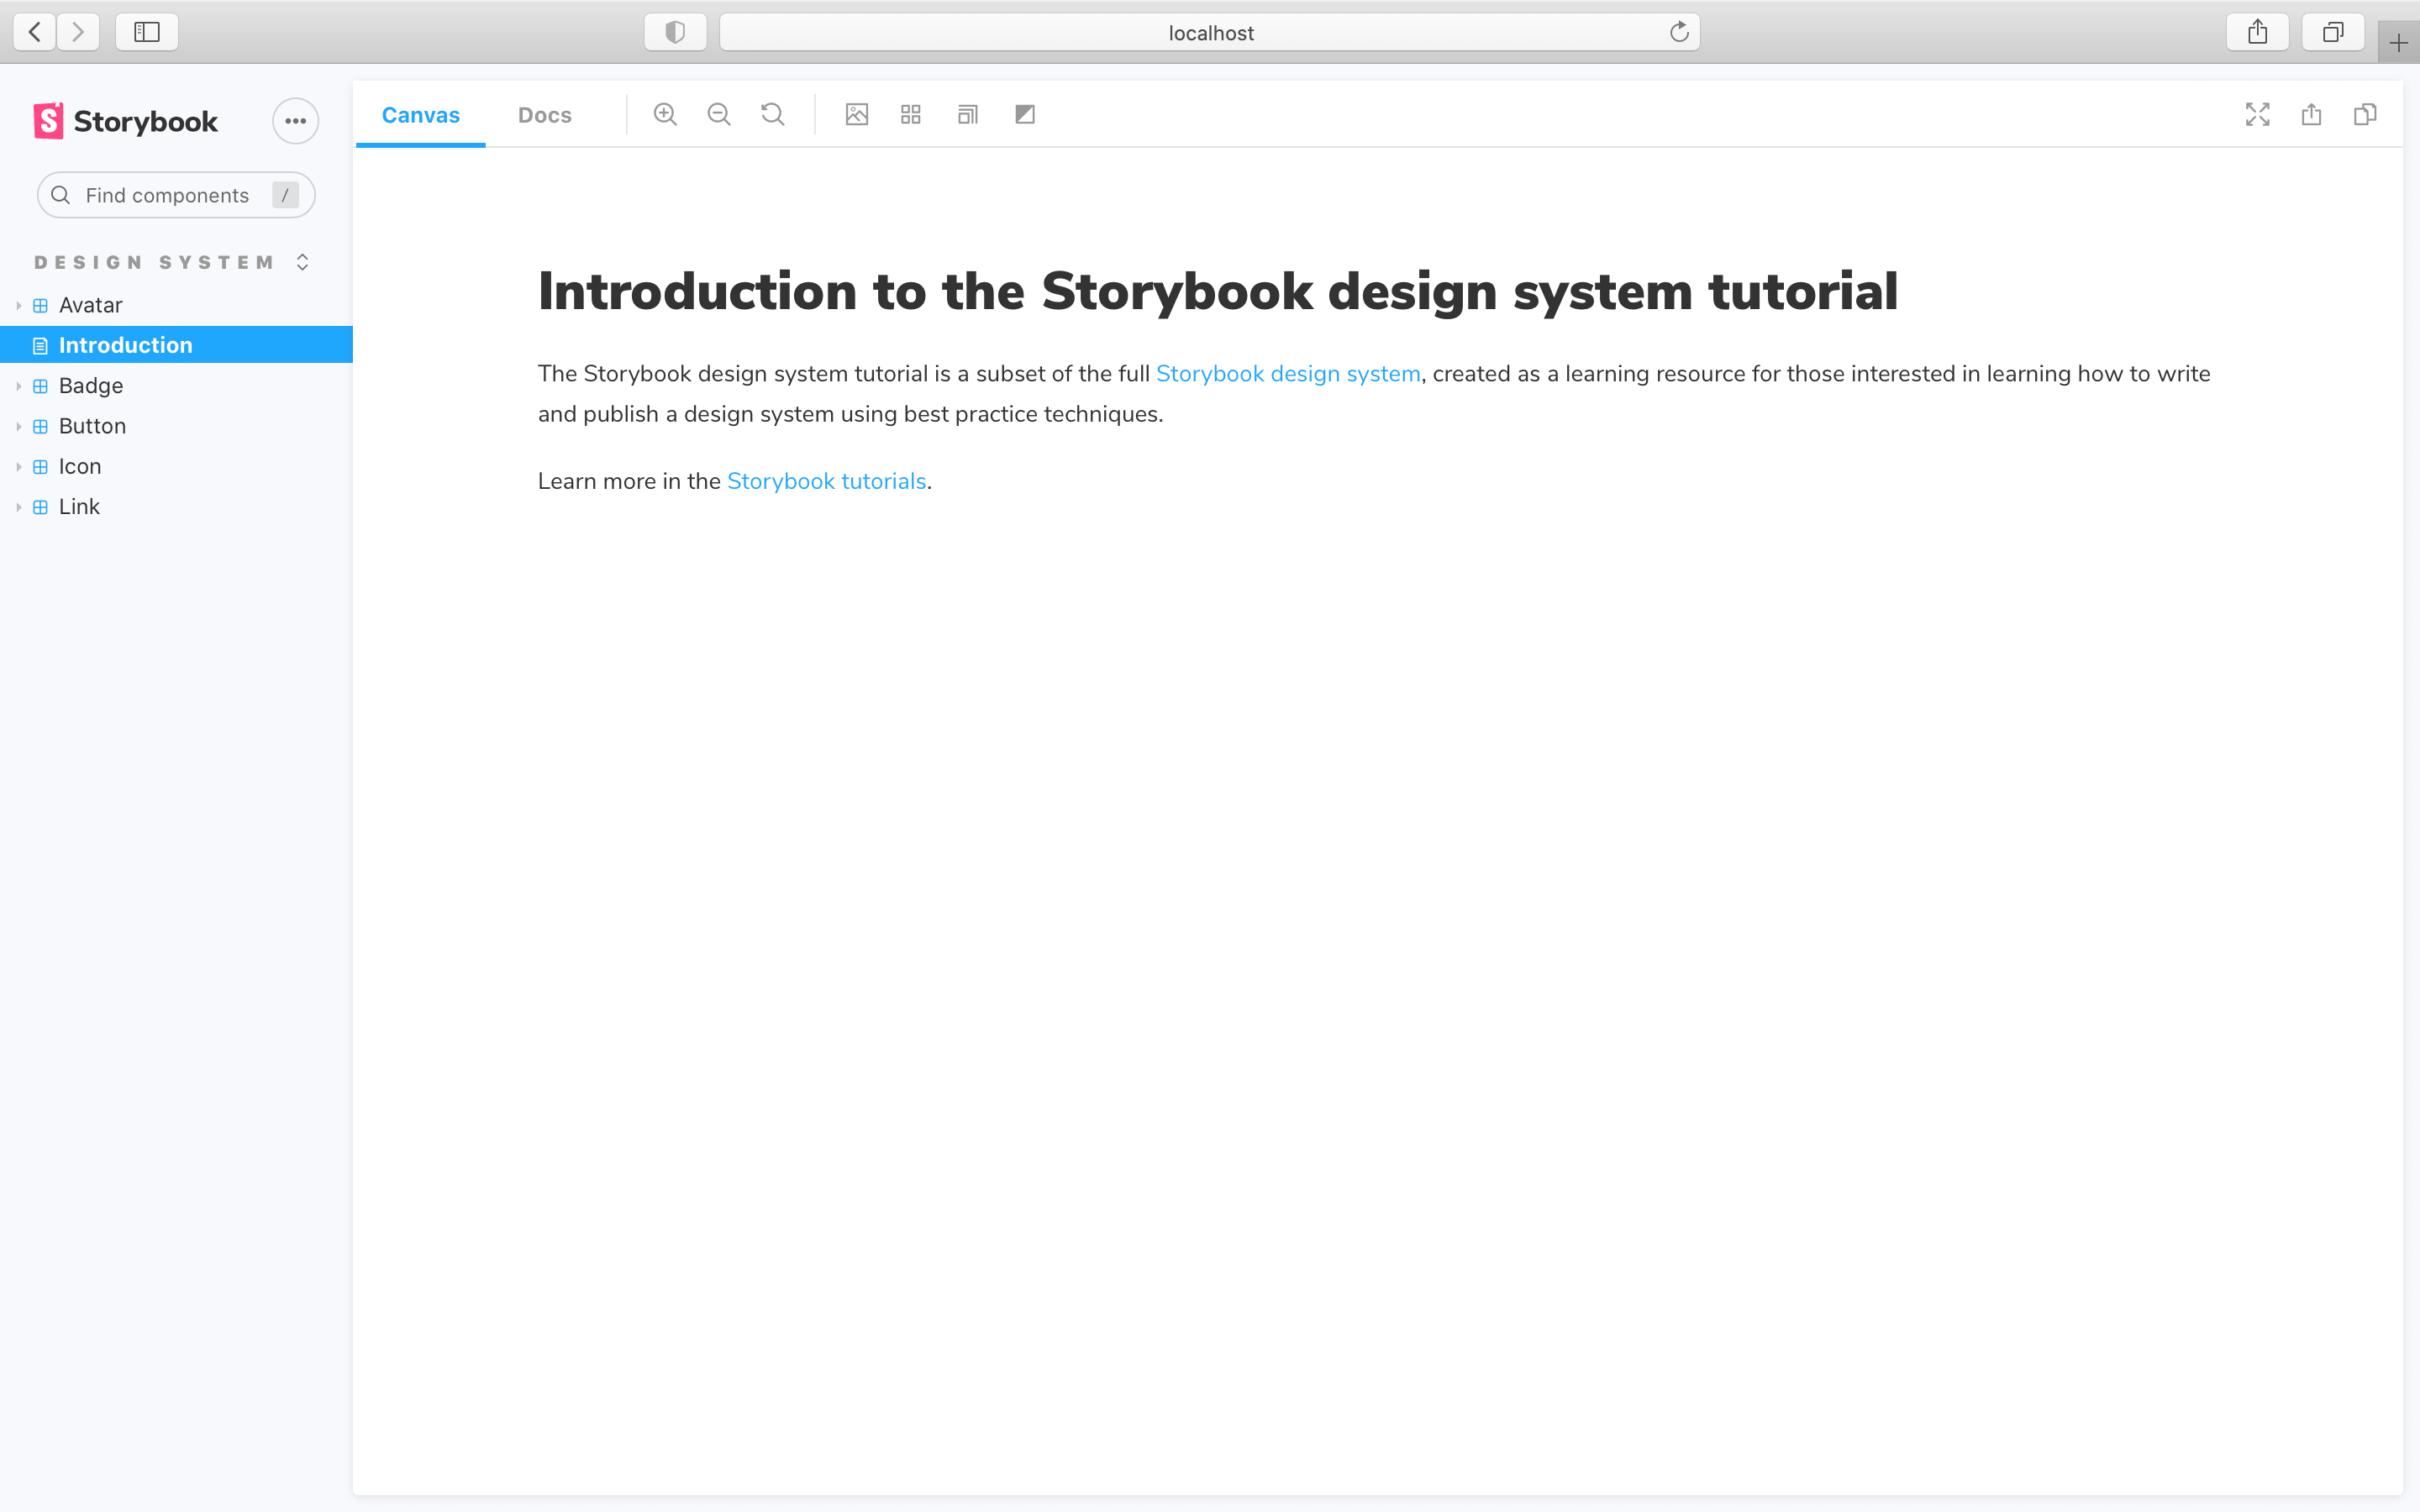 localhost
Storybook
Canvas
Docs
Find components /
DESIGN SYSTEM
Avatar
Introduction
Badge
Button
Icon
Link
Introduction to the Storybook design system tutorial
The Storybook design system tutorial is a subset of the full Storybook design system, created as a learning resource for those interested in learning how to write
and publish a design system using best practice techniques.
Learn more in the Storybook tutorials.